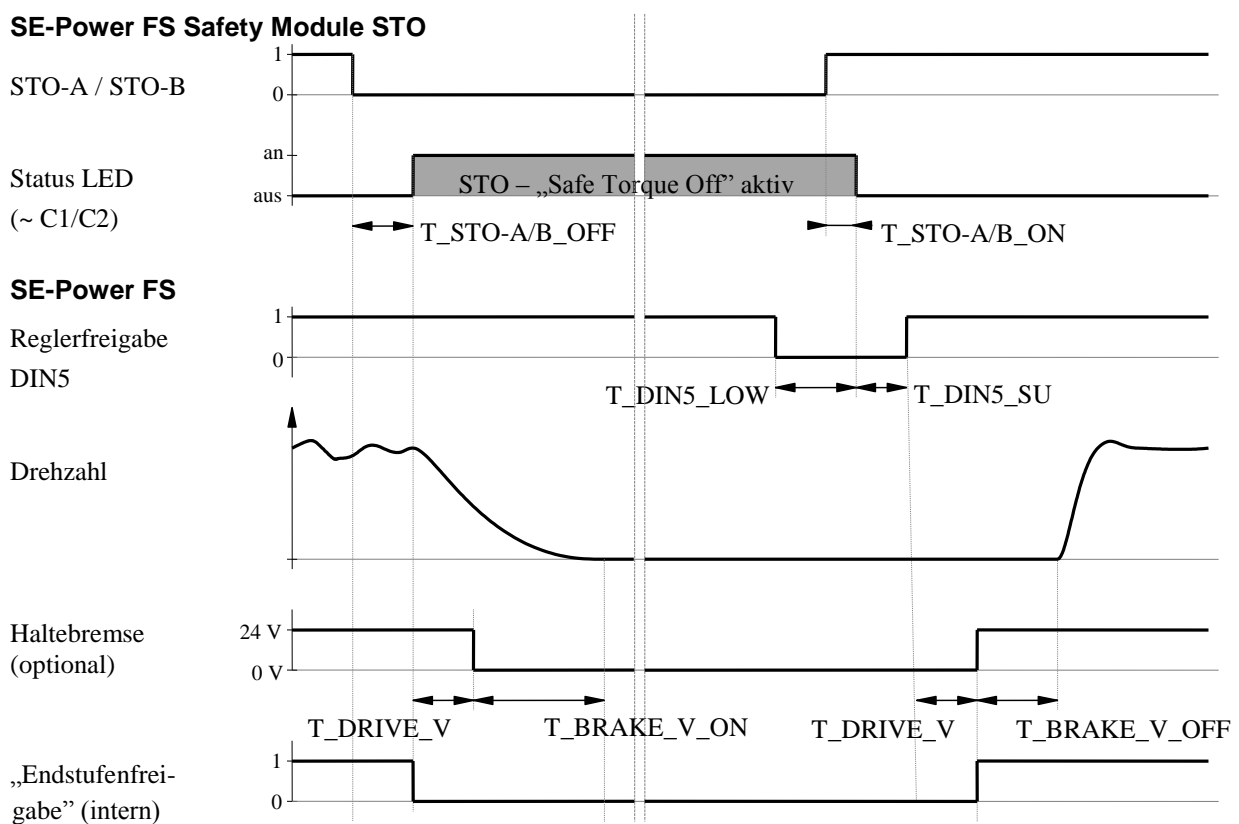 SE-Power FS Safety Module STO
STO-A / STO-B
1
0
Status LED
(~ C1/C2)
an
aus
STO – „Safe Torque Off” aktiv
T_STO-A/B_OFF
T_STO-A/B_ON
SE-Power FS
Reglerfreigabe
DIN5
1
0
T_DIN5_LOW
T_DIN5_SU
Drehzahl
Haltebremse
(optional)
24 V
0 V
T_DRIVE_V
T_BRAKE_V_ON
T_DRIVE_V
T_BRAKE_V_OFF
„Endstufenfrei-
gabe” (intern)
1
0